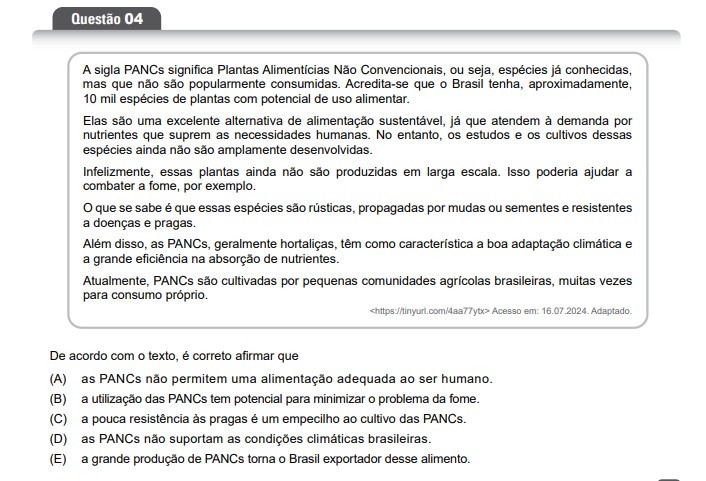 Questão 04
A sigla PANCs significa Plantas Alimentícias Não Convencionais, ou seja, espécies já conhecidas,
mas que não são popularmente consumidas. Acredita-se que o Brasil tenha, aproximadamente,
10 mil espécies de plantas com potencial de uso alimentar.
Elas são uma excelente alternativa de alimentação sustentável, já que atendem à demanda por
nutrientes que suprem as necessidades humanas. No entanto, os estudos e os cultivos dessas
espécies ainda não são amplamente desenvolvidas.
Infelizmente, essas plantas ainda não são produzidas em larga escala. Isso poderia ajudar a
combater a fome, por exemplo.
O que se sabe é que essas espécies são rústicas, propagadas por mudas ou sementes e resistentes
a doenças e pragas.
Além disso, as PANCs, geralmente hortaliças, têm como característica a boa adaptação climática e
a grande eficiência na absorção de nutrientes.
Atualmente, PANCs são cultivadas por pequenas comunidades agrícolas brasileiras, muitas vezes
para consumo próprio.
<https://tinyurl.com/4aa77ytx> Acesso em: 16.07.2024. Adaptado.
De acordo com o texto, é correto afirmar que
(A) as PANCs não permitem uma alimentação adequada ao ser humano.
(B) a utilização das PANCs tem potencial para minimizar o problema da fome.
(C) a pouca resistência às pragas é um empecilho ao cultivo das PANCs.
(D) as PANCs não suportam as condições climáticas brasileiras.
(E) a grande produção de PANCs torna o Brasil exportador desse alimento.